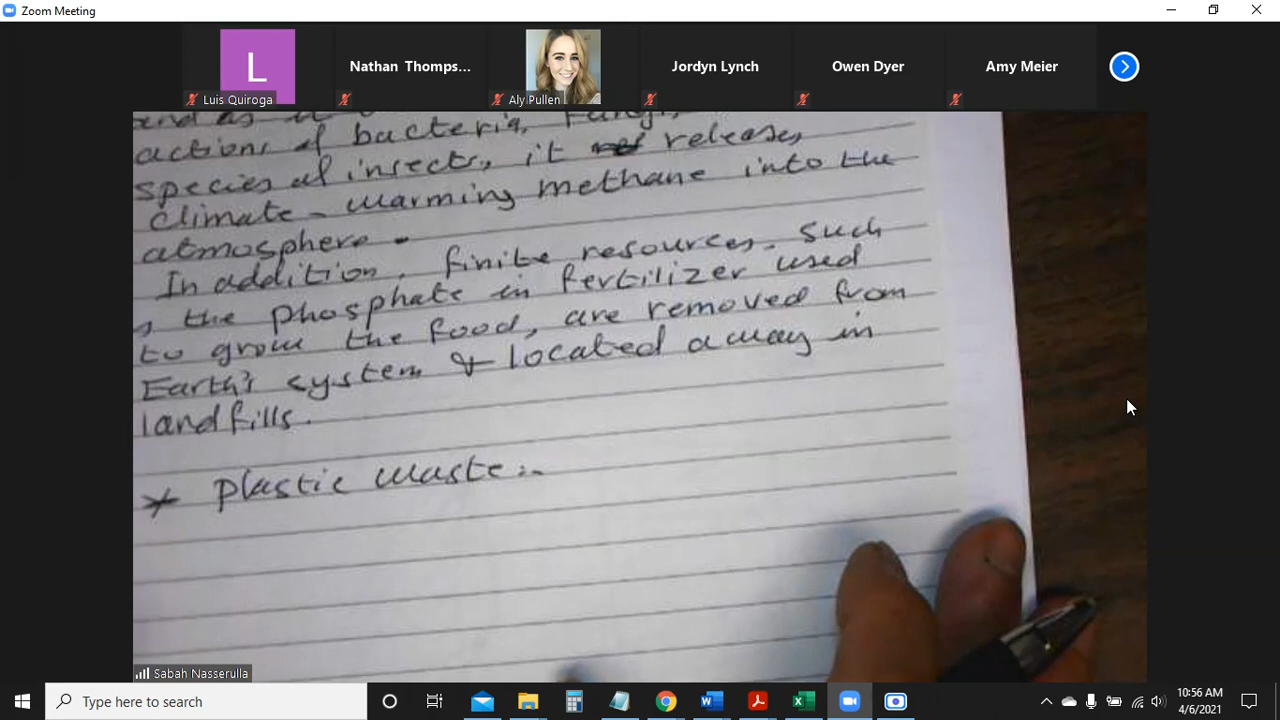 Zoom Meeting
L
Luis Quiroga
Nathan Thomps...
Aly Pullen
Jordyn Lynch
Owen Dyer
Amy Meier
and as it
actions of bacteria, fungi,
species of insects, it releases
climate-warming methane into the
atmosphere.
In addition, finite resources, such
s the phosphate in fertilizer used
to grow the food, are removed from
Earth's system & located away in
landfills.
* Plastic waste:-
Sabah Nasserulla
Type here to search
10:56 AM
4/6/2021